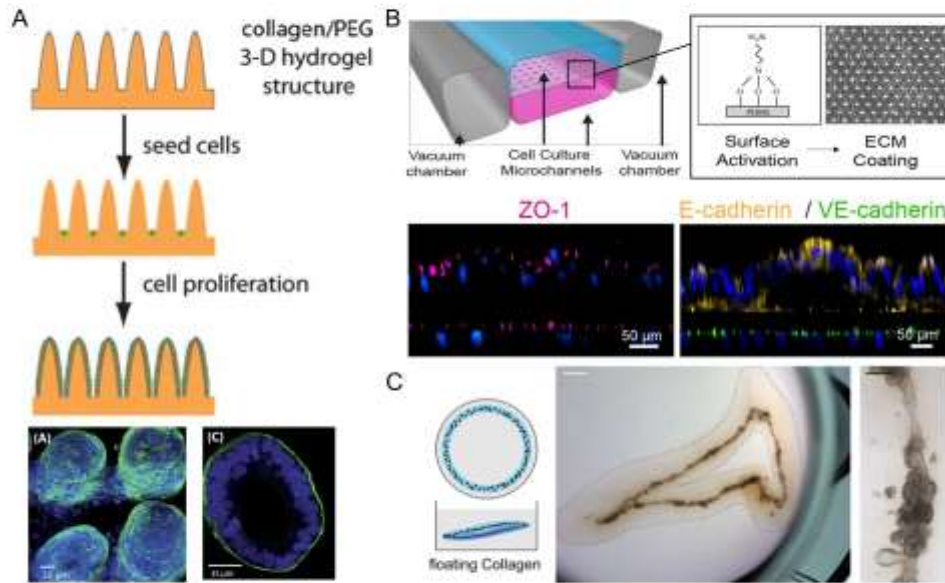 A
collagen/PEG
3-D hydrogel
structure
seed cells
cell proliferation
(A)
(C)
B
Vacuum
chamber
Cell Culture
Microchannels
Vacuum
chamber
Surface
Activation
ECM
Coating
ZO-1
50 µm
E-cadherin / VE-cadherin
50 µm
C
floating Collagen